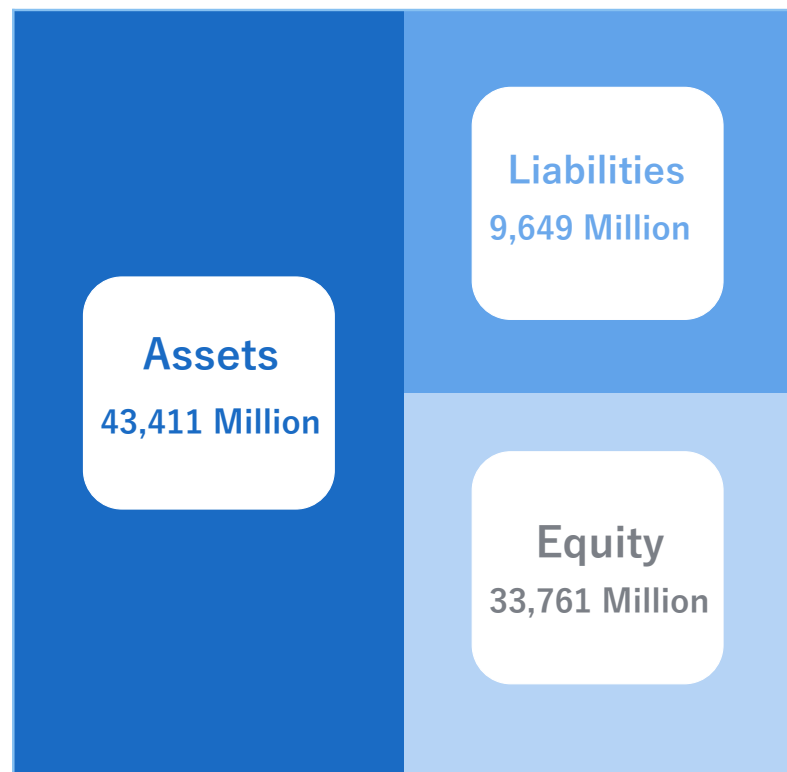 Assets
43,411 Million
Liabilities
9,649 Million
Equity
33,761 Million